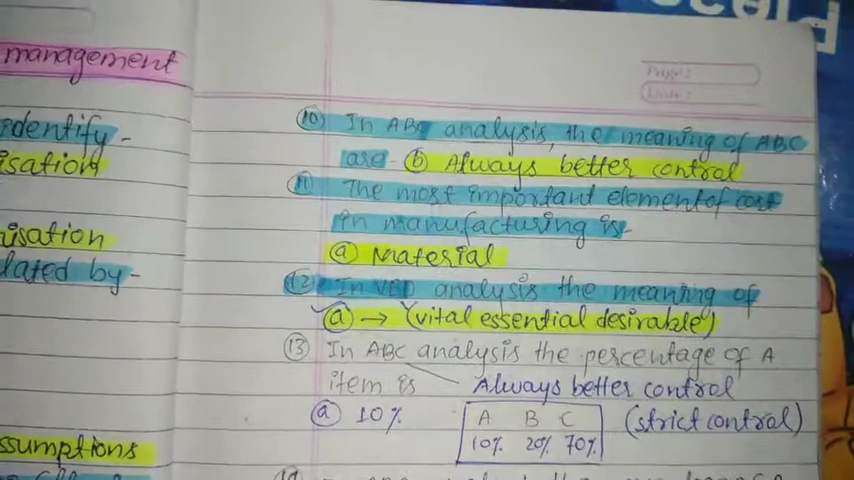 management
identify -
isation
isation
lated by -
ssumptions
Page:
Date:
10 In ABC analysis, the meaning of ABC
are - b Always better control
11 The most important element of cost
in manufacturing is -
a Material
12 In VED analysis the meaning of
a → (vital essential desirable)
13 In ABC analysis the percentage of A
item is Always better control
a 10% A B C (strict control)
10% 20% 70%